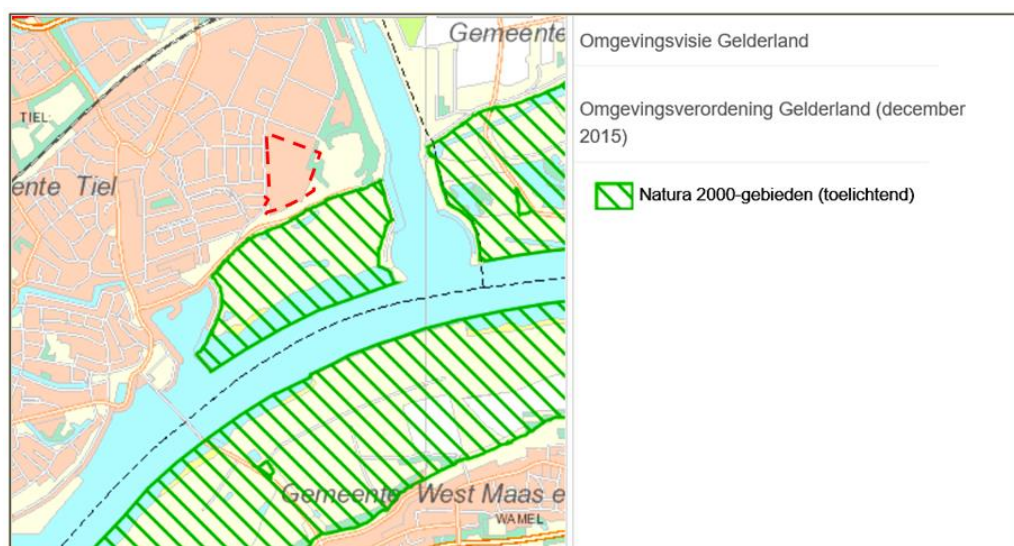 Gemeente
TIEL
ente Tiel
Gemeente West Maas e
WAMEL
Omgevingsvisie Gelderland
Omgevingsverordening Gelderland (december
2015)
Natura 2000-gebieden (toelichtend)